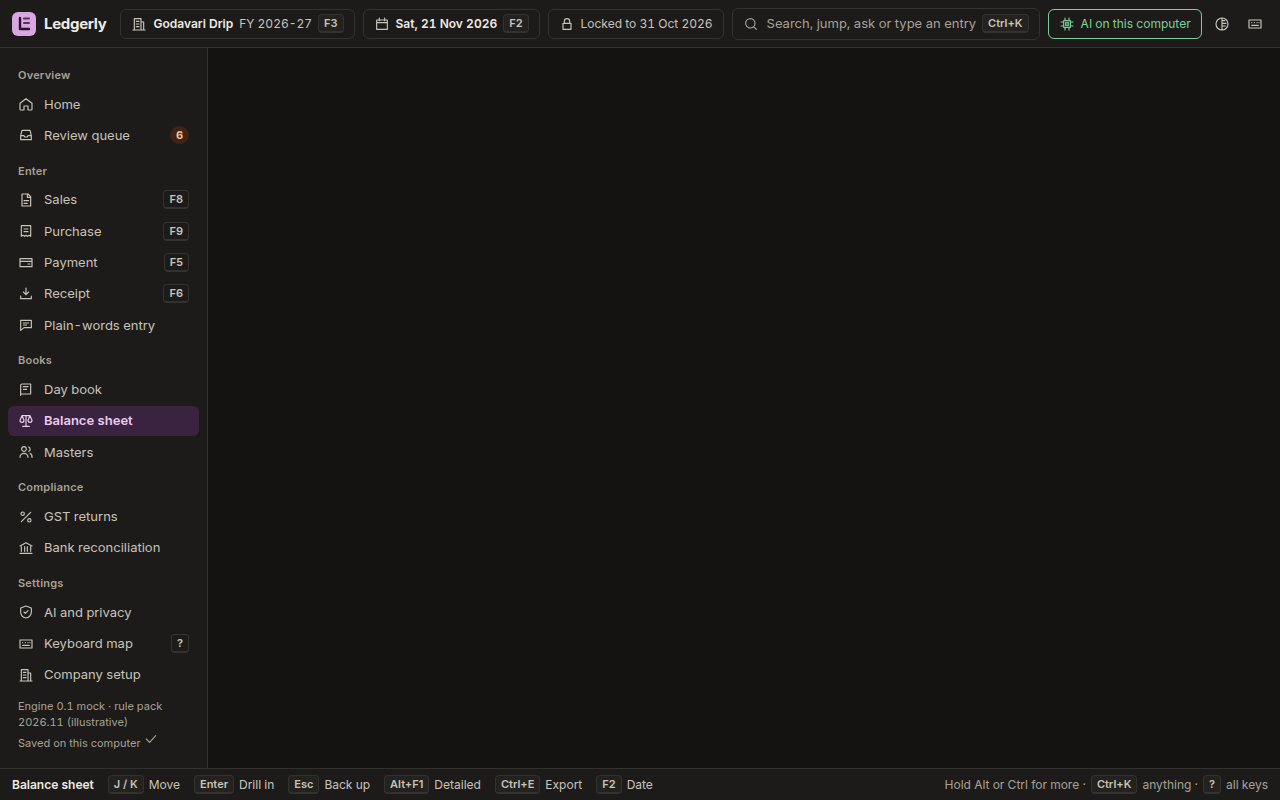 Ledgerly
Godavari Drip FY 2026-27 F3
Sat, 21 Nov 2026 F2
Locked to 31 Oct 2026
Search, jump, ask or type an entry Ctrl+K
AI on this computer
Overview
Home
Review queue 6
Enter
Sales F8
Purchase F9
Payment F5
Receipt F6
Plain-words entry
Books
Day book
Balance sheet
Masters
Compliance
GST returns
Bank reconciliation
Settings
AI and privacy
Keyboard map ?
Company setup
Engine 0.1 mock · rule pack
2026.11 (illustrative)
Saved on this computer
Balance sheet J / K Move Enter Drill in Esc Back up Alt+F1 Detailed Ctrl+E Export F2 Date
Hold Alt or Ctrl for more · Ctrl+K anything · ? all keys